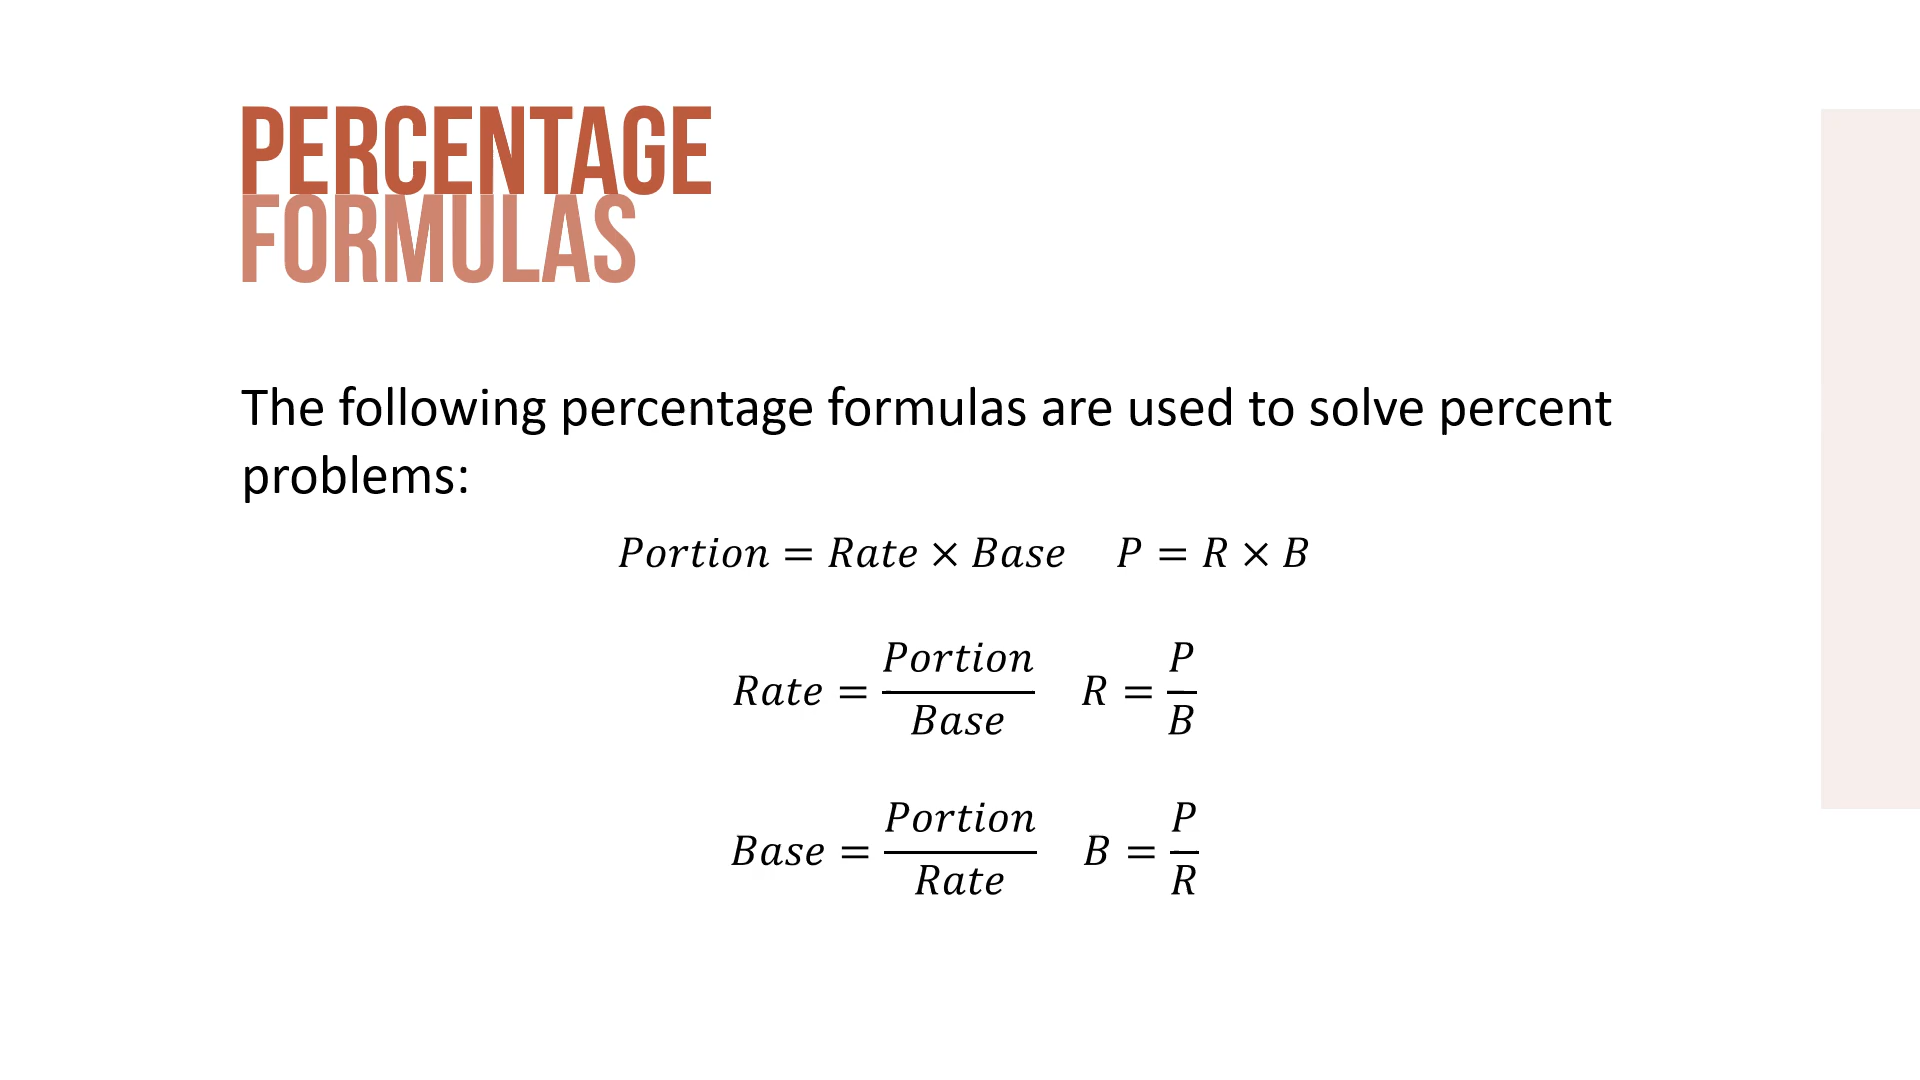 PERCENTAGE
FORMULAS
The following percentage formulas are used to solve percent
problems:
Portion = Rate × Base P = R × B
Rate = Portion / Base R = P / B
Base = Portion / Rate B = P / R